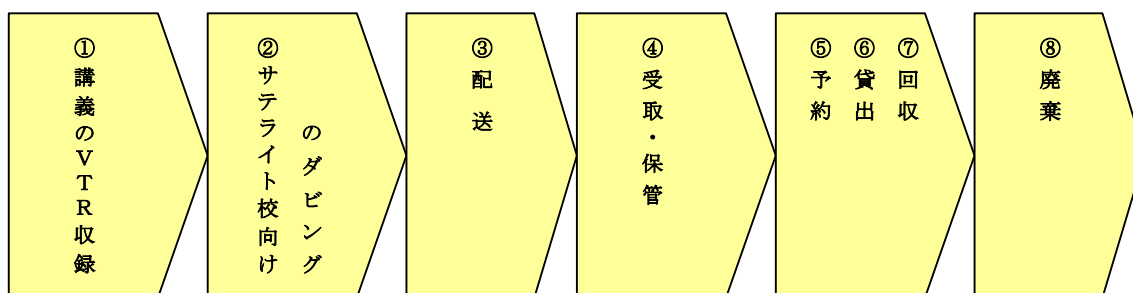 ①講義のVTR収録
②サテライト校向け
のダビング
③配送
④受取・保管
⑤予約
⑥貸出
⑦回収
⑧廃棄